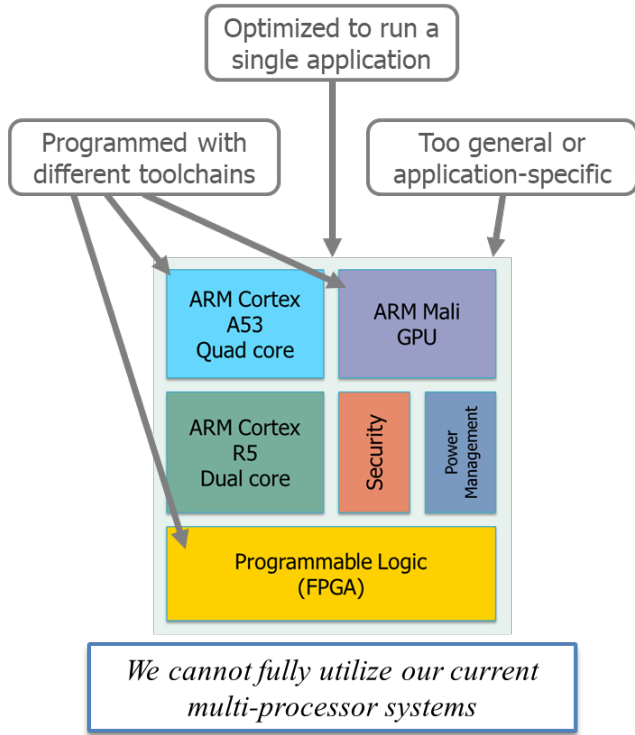 Optimized to run a
single application
Programmed with
different toolchains
Too general or
application-specific
ARM Cortex
A53
Quad core
ARM Mali
GPU
ARM Cortex
R5
Dual core
Security
Power
Management
Programmable Logic
(FPGA)
We cannot fully utilize our current
multi-processor systems